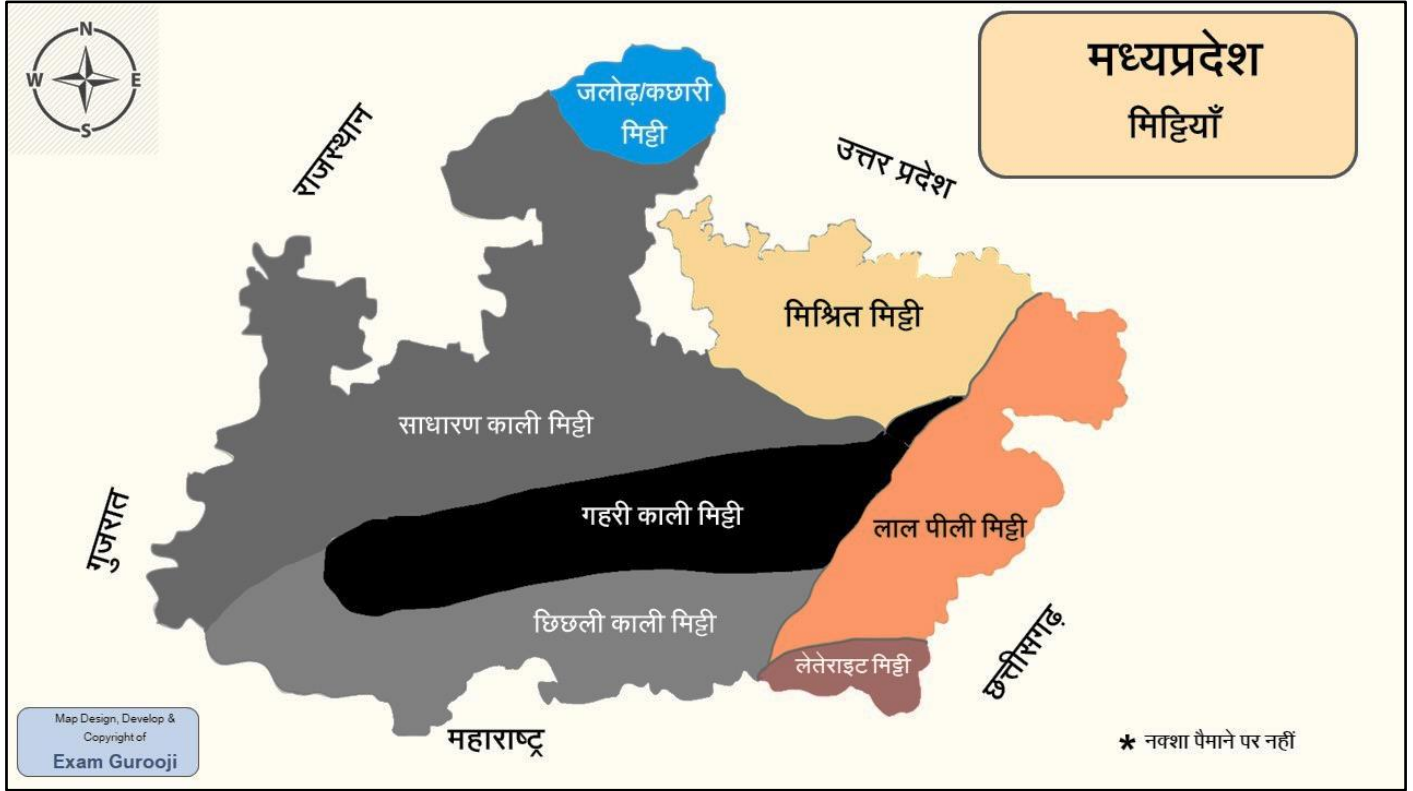 N
W
E
S
मध्यप्रदेश
मिट्टियाँ
जलोढ़/कछारी
मिट्टी
राजस्थान
उत्तर प्रदेश
मिश्रित मिट्टी
साधारण काली मिट्टी
गहरी काली मिट्टी
लाल पीली मिट्टी
गुजरात
छिछली काली मिट्टी
लेतेराइट मिट्टी
छत्तीसगढ़
महाराष्ट्र
* नक्शा पैमाने पर नहीं
Map Design, Develop &
Copyright of
Exam Gurooji